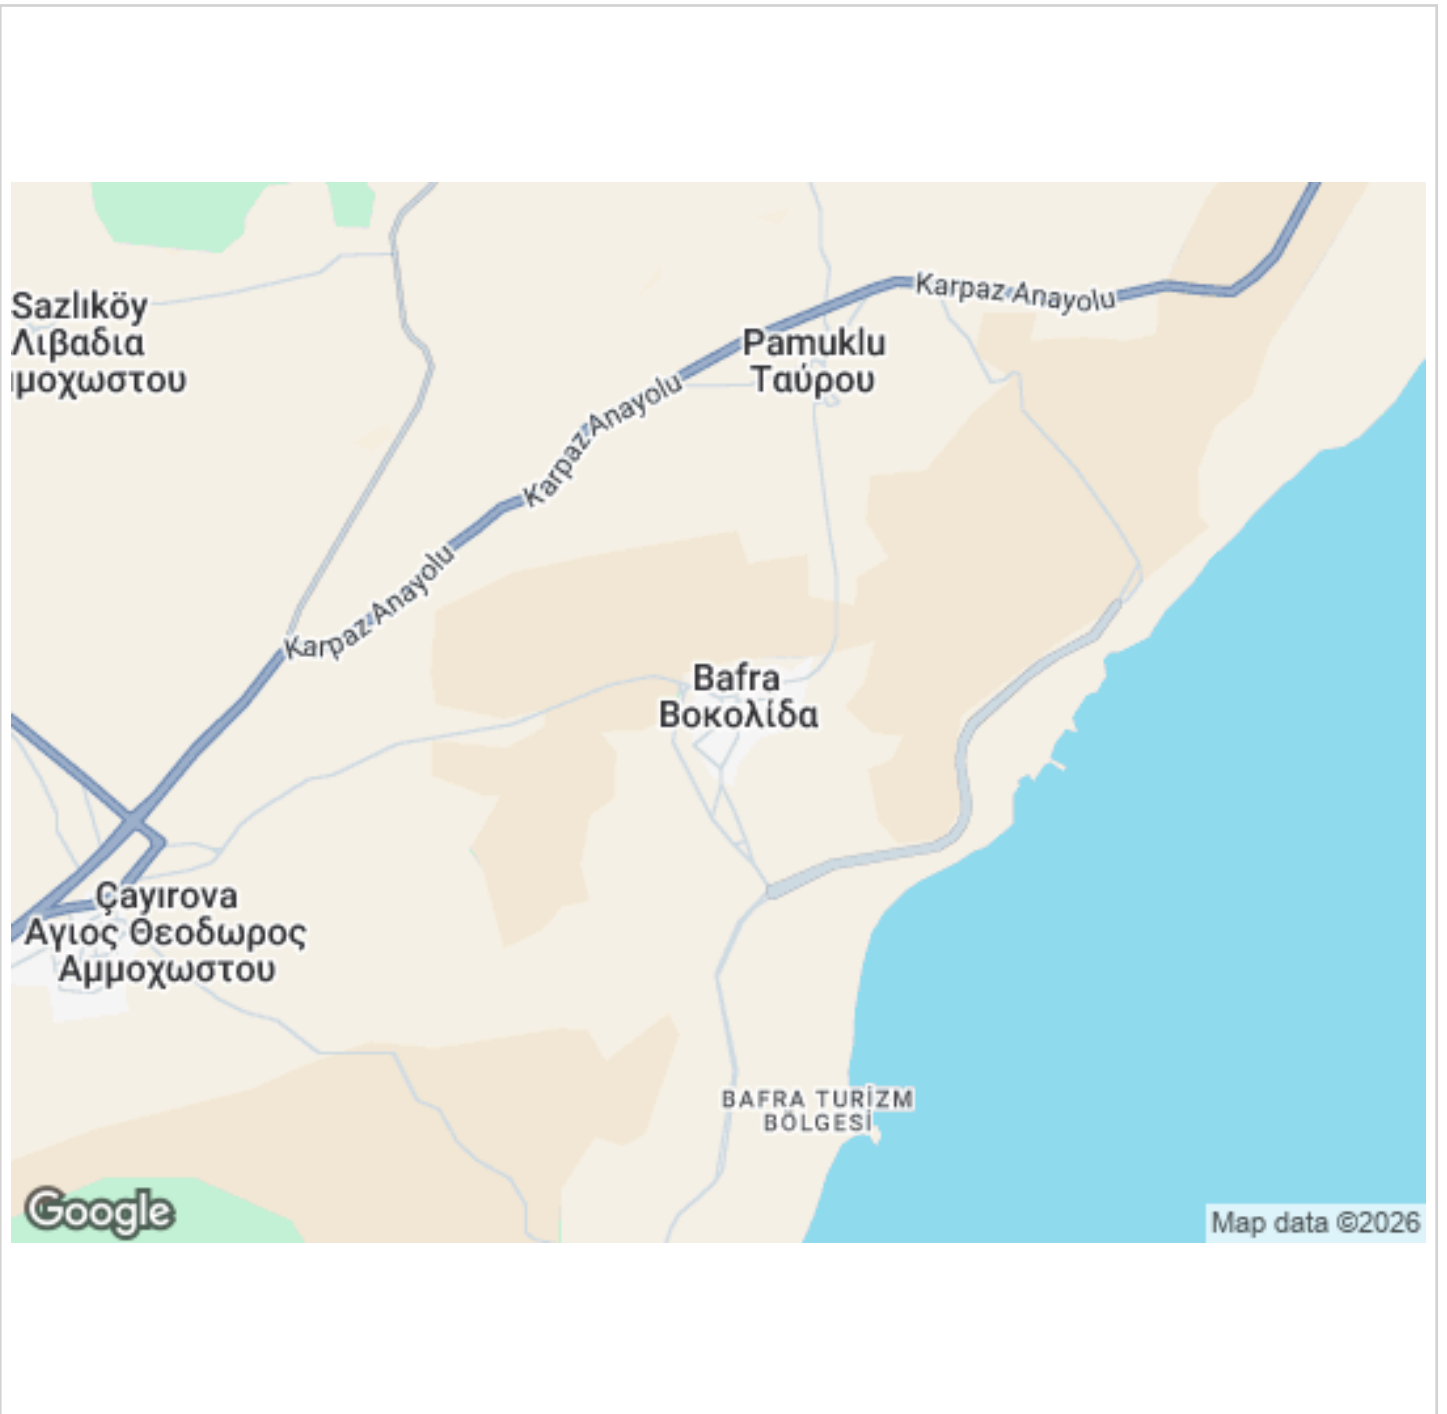 Karpaz Anayolu
Sazlıköy
Λιβαδια
μμοχωστου
Pamuklu
Ταύρου
Karpaz Anayolu
Karpaz Anayolu
Karpaz Anayolu
Bafra
Βοκολίδα
Çayırova
Αγιος Θεοδωρος
Αμμοχωστου
BAFRA TURİZM
BÖLGESİ
Google
Map data ©2026